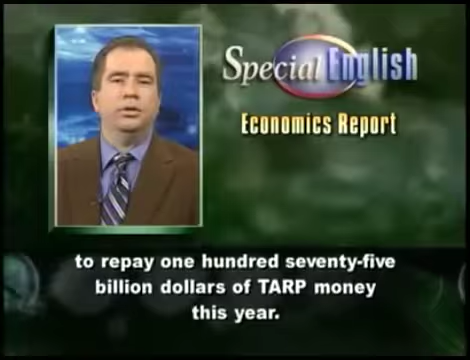 Special English
Economics Report
to repay one hundred seventy-five
billion dollars of TARP money
this year.